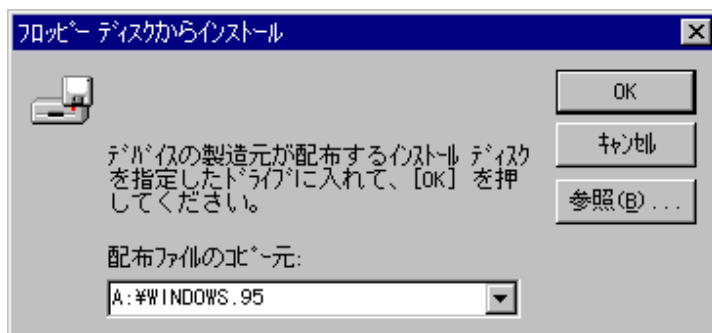 フロッピー ディスクからインストール
OK
デバイスの製造元が配布するインストール ディスク
を指定したドライブに入れて、[OK] を押
してください。
キャンセル
参照(B)...
配布ファイルのコピー元:
A:¥WINDOWS.95